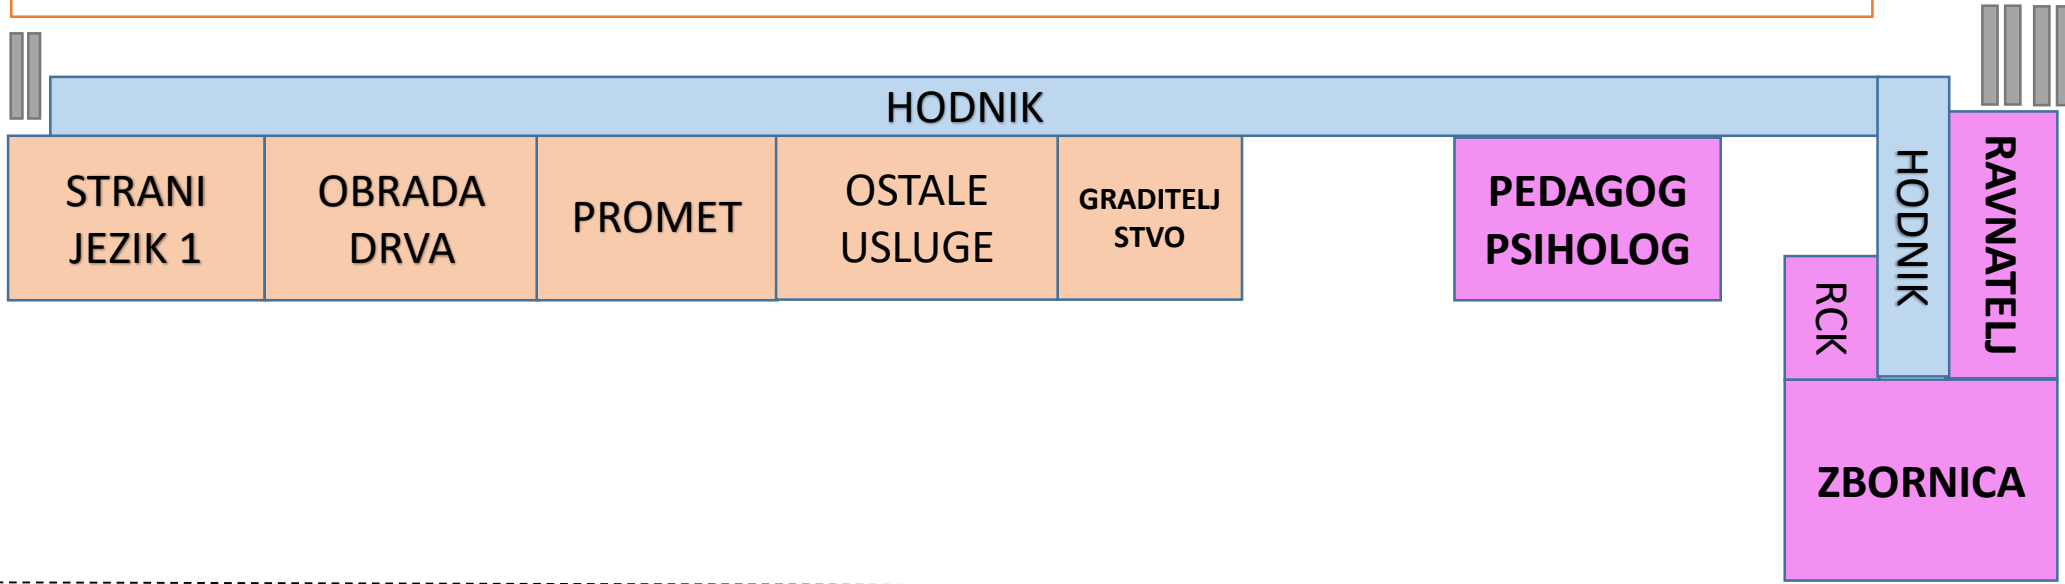 HODNIK
STRANI
JEZIK 1
OBRADA
DRVA
PROMET
OSTALE
USLUGE
GRADITELJ
STVO
PEDAGOG
PSIHOLOG
RCK
HODNIK
RAVNATELJ
ZBORNICA